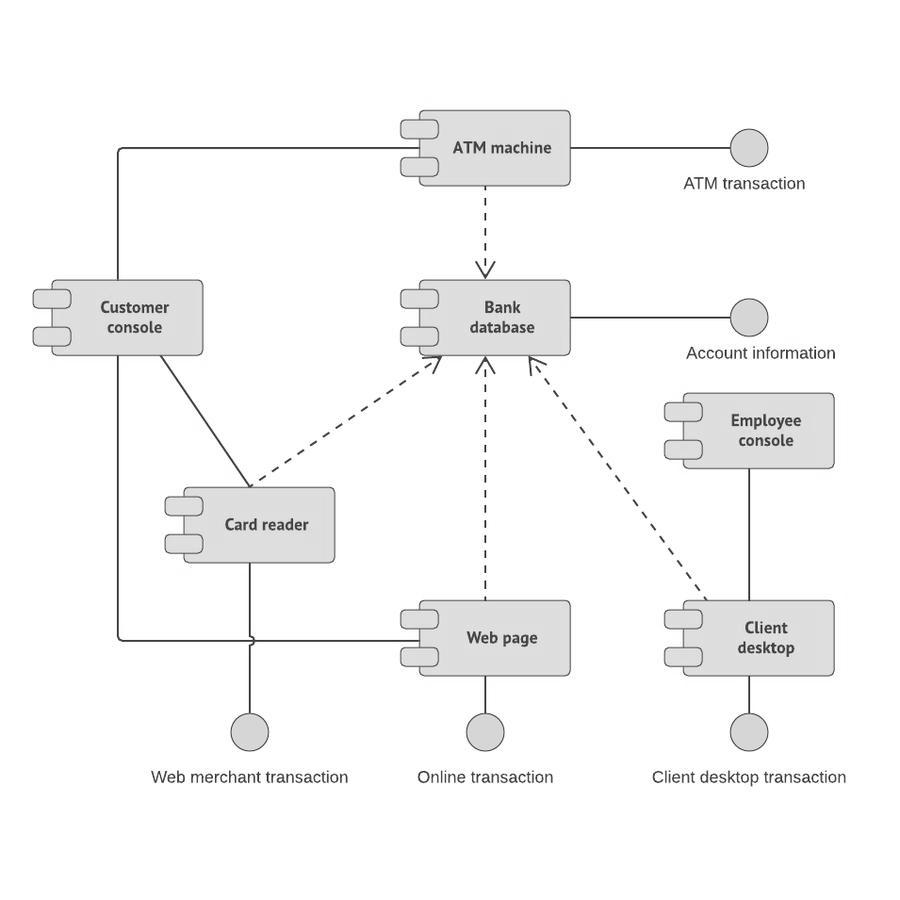 ATM machine
ATM transaction
Customer
console
Bank
database
Account information
Employee
console
Card reader
Web page
Client
desktop
Web merchant transaction
Online transaction
Client desktop transaction